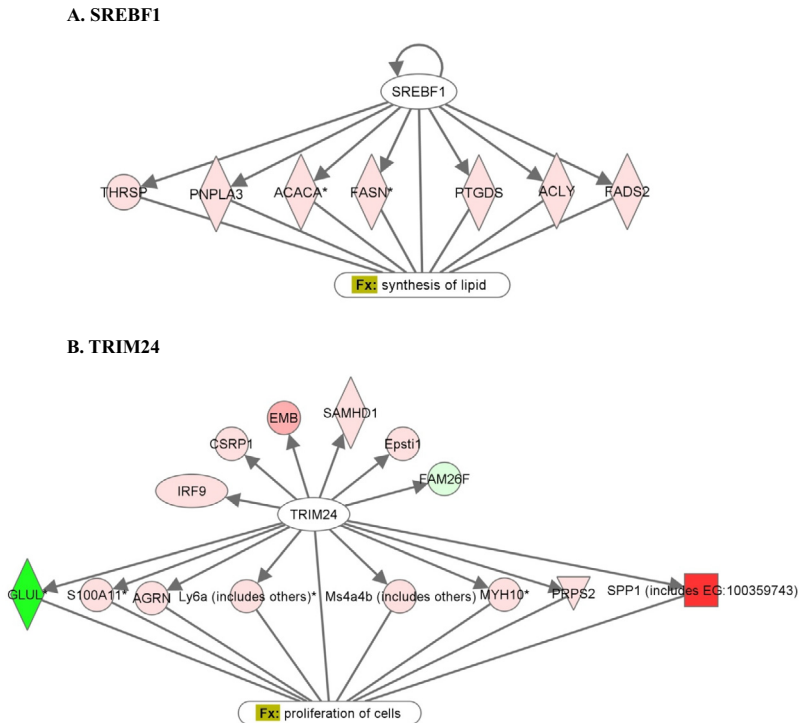 A. SREBF1
SREBF1
THRSP
PNPLA3
ACACA*
FASN*
PTGDS
ACLY
FADS2
Fx: synthesis of lipid
B. TRIM24
EMB
SAMHD1
CSRP1
Epsti1
FAM26F
IRF9
TRIM24
GLUL*
S100A11*
AGRN
Ly6a (includes others)*
Ms4a4b (includes others)
MYH10*
PRPS2
SPP1 (includes EG:100359743)
Fx: proliferation of cells